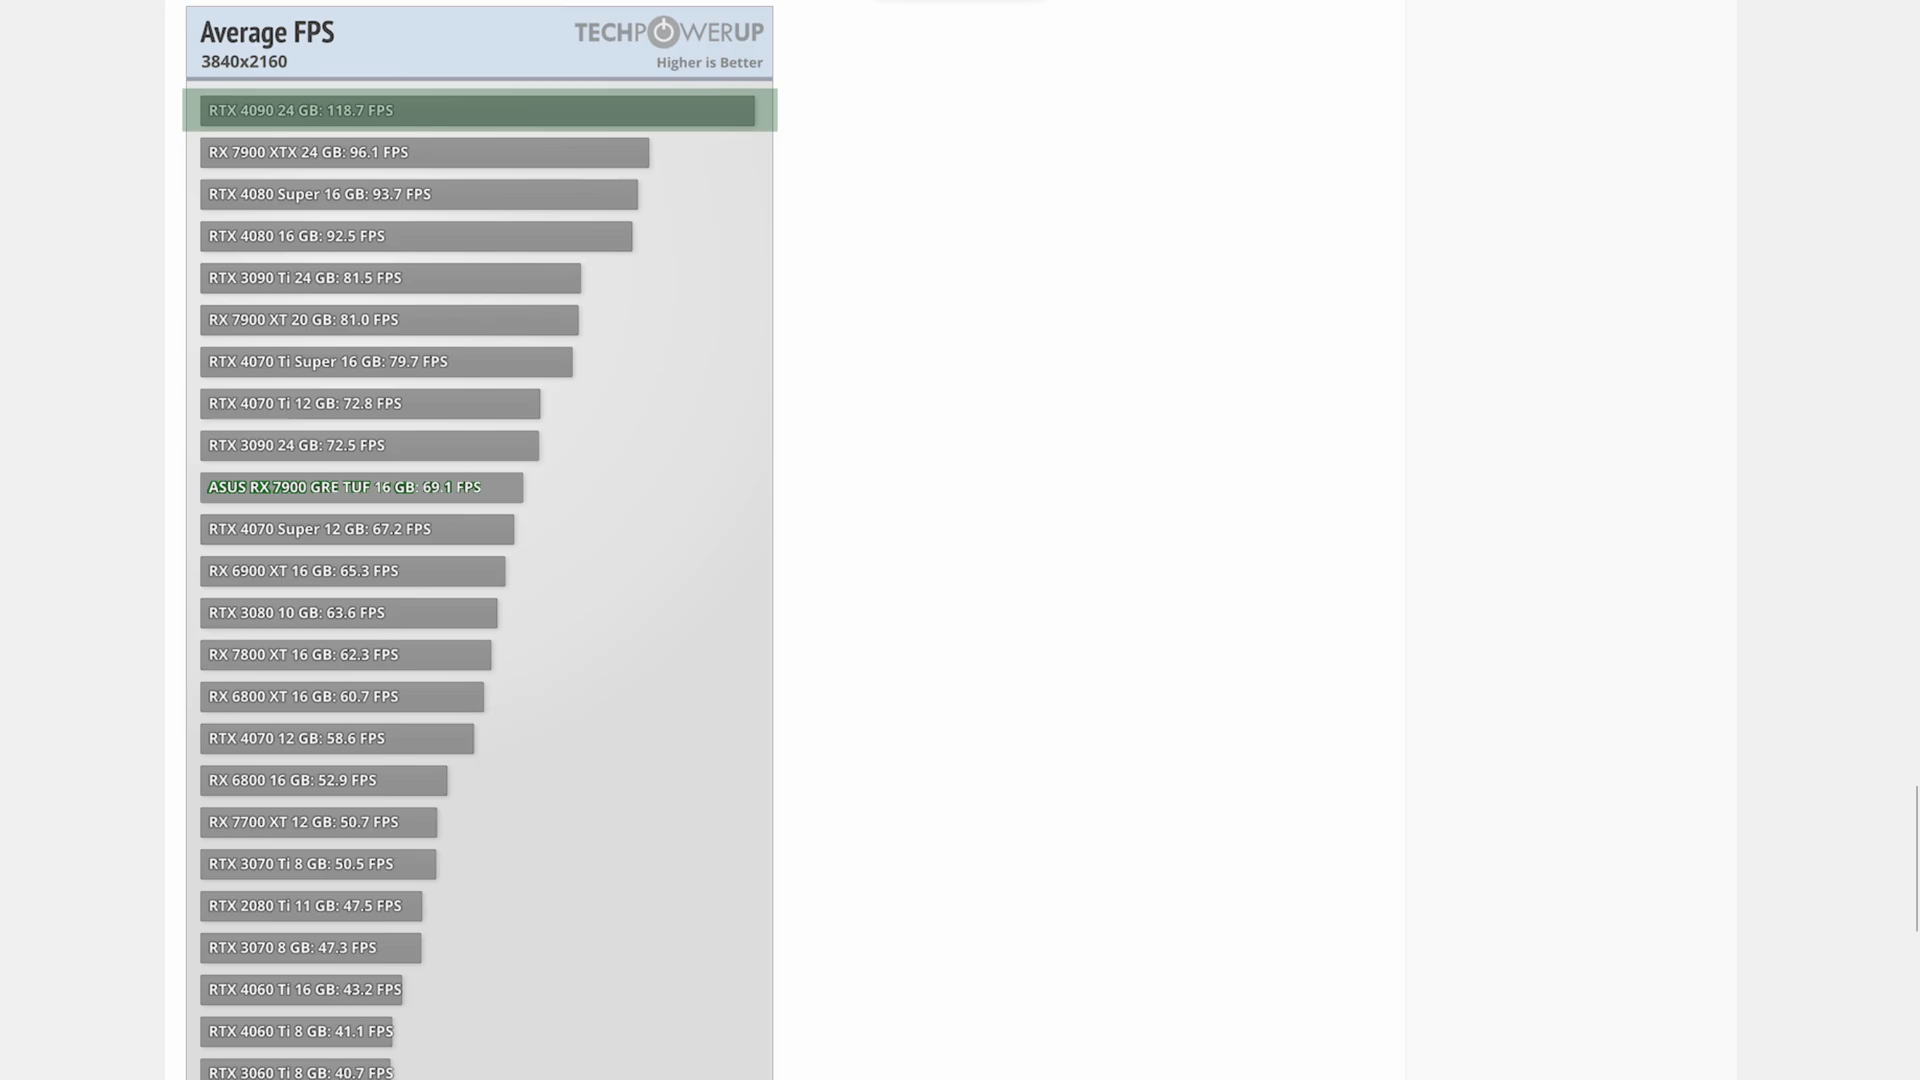 Average FPS
TECHPOWERUP
3840x2160
Higher is Better
RTX 4090 24 GB: 118.7 FPS
RX 7900 XTX 24 GB: 96.1 FPS
RTX 4080 Super 16 GB: 93.7 FPS
RTX 4080 16 GB: 92.5 FPS
RTX 3090 Ti 24 GB: 81.5 FPS
RX 7900 XT 20 GB: 81.0 FPS
RTX 4070 Ti Super 16 GB: 79.7 FPS
RTX 4070 Ti 12 GB: 72.8 FPS
RTX 3090 24 GB: 72.5 FPS
ASUS RX 7900 GRE TUF 16 GB: 69.1 FPS
RTX 4070 Super 12 GB: 67.2 FPS
RX 6900 XT 16 GB: 65.3 FPS
RTX 3080 10 GB: 63.6 FPS
RX 7800 XT 16 GB: 62.3 FPS
RX 6800 XT 16 GB: 60.7 FPS
RTX 4070 12 GB: 58.6 FPS
RX 6800 16 GB: 52.9 FPS
RX 7700 XT 12 GB: 50.7 FPS
RTX 3070 Ti 8 GB: 50.5 FPS
RTX 2080 Ti 11 GB: 47.5 FPS
RTX 3070 8 GB: 47.3 FPS
RTX 4060 Ti 16 GB: 43.2 FPS
RTX 4060 Ti 8 GB: 41.1 FPS
RTX 3060 Ti 8 GB: 40.7 FPS